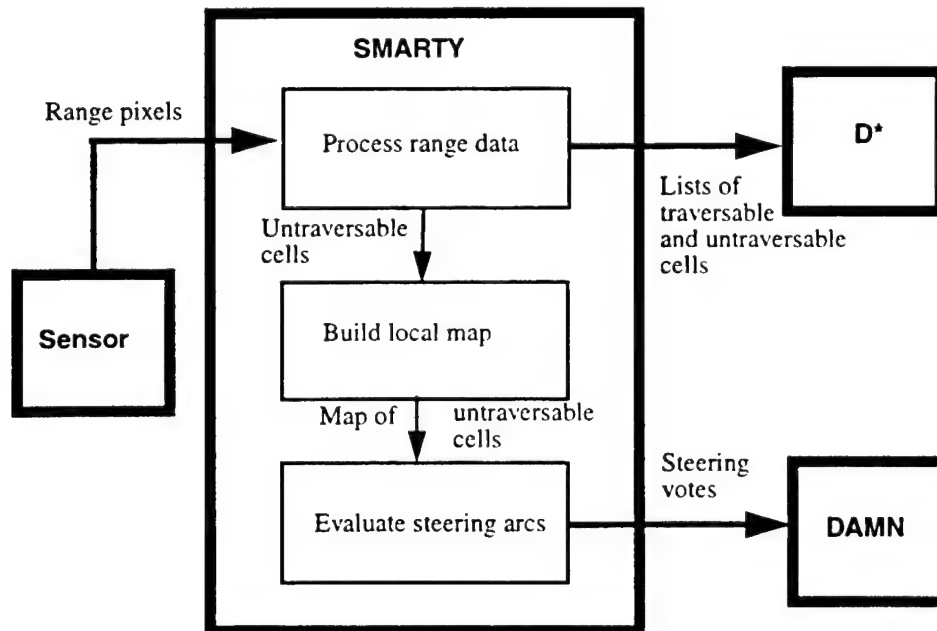 SMARTY
Range pixels
Process range data
D*
Lists of
traversable
and untraversable
cells
Untraversable
cells
Sensor
Build local map
Map of untraversable
cells
Steering
votes
Evaluate steering arcs
DAMN